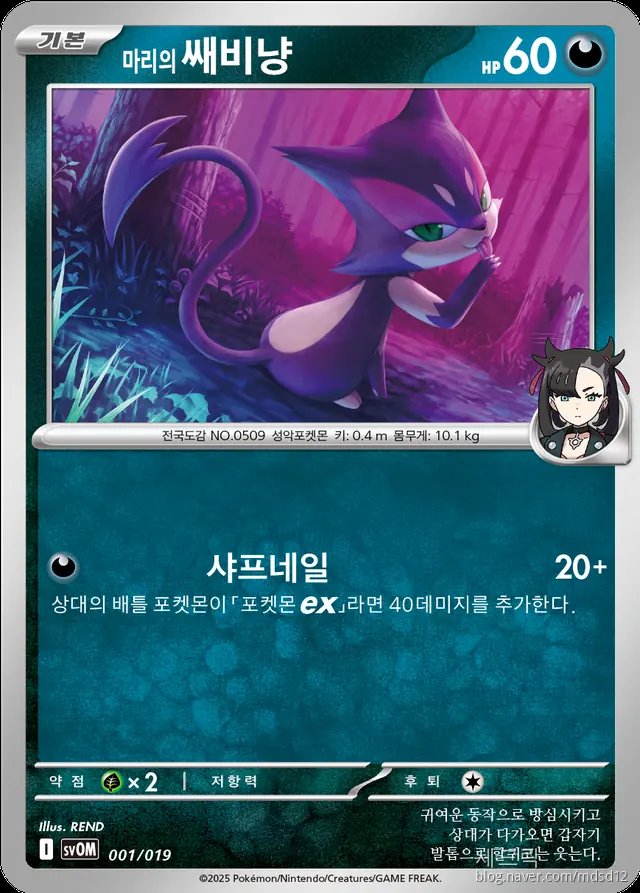 기본
마리의 쌔비냥
HP 60
전국도감 NO.0509 성악포켓몬 키: 0.4 m 몸무게: 10.1 kg
샤프네일 20+
상대의 배틀 포켓몬이 「포켓몬 ex」라면 40데미지를 추가한다.
약점 ×2 저항력 후퇴
귀여운 동작으로 방심시키고
상대가 다가오면 갑자기
발톱으로 할퀴고는 웃는다.
Illus. REND
I svOM 001/019
©2025 Pokémon/Nintendo/Creatures/GAME FREAK.
blog.naver.com/mdsd12